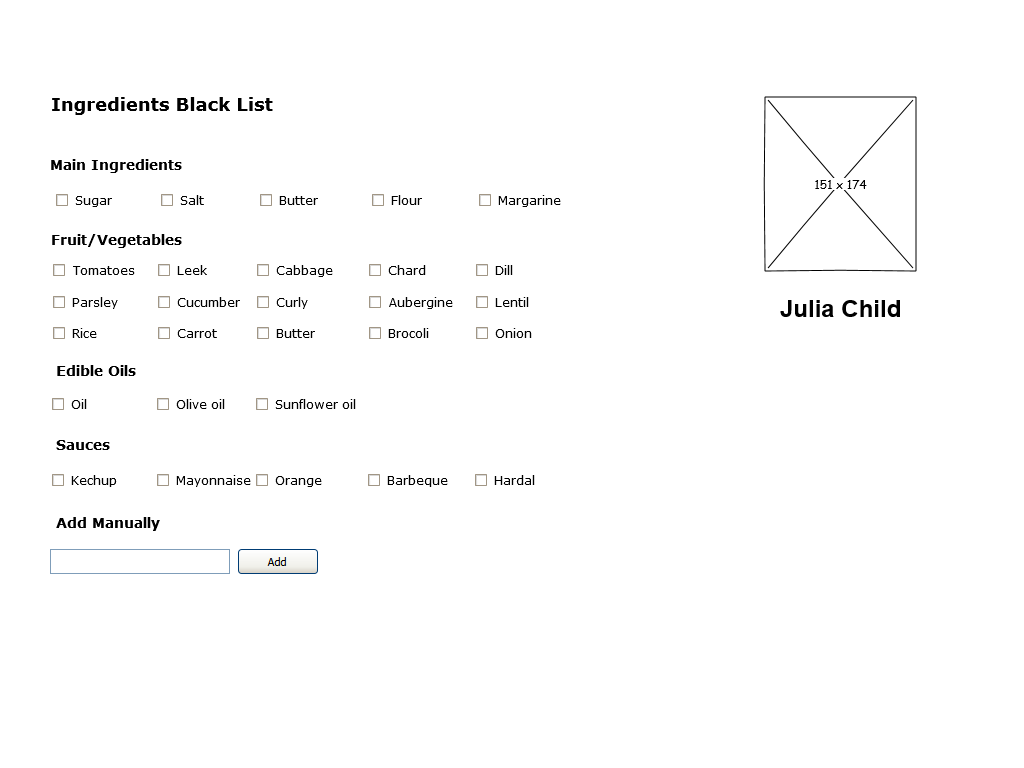 Ingredients Black List
Main Ingredients
Sugar Salt Butter Flour Margarine
Fruit/Vegetables
Tomatoes Leek Cabbage Chard Dill
Parsley Cucumber Curly Aubergine Lentil
Rice Carrot Butter Brocoli Onion
Edible Oils
Oil Olive oil Sunflower oil
Sauces
Kechup Mayonnaise Orange Barbeque Hardal
Add Manually
Add
151 x 174
Julia Child